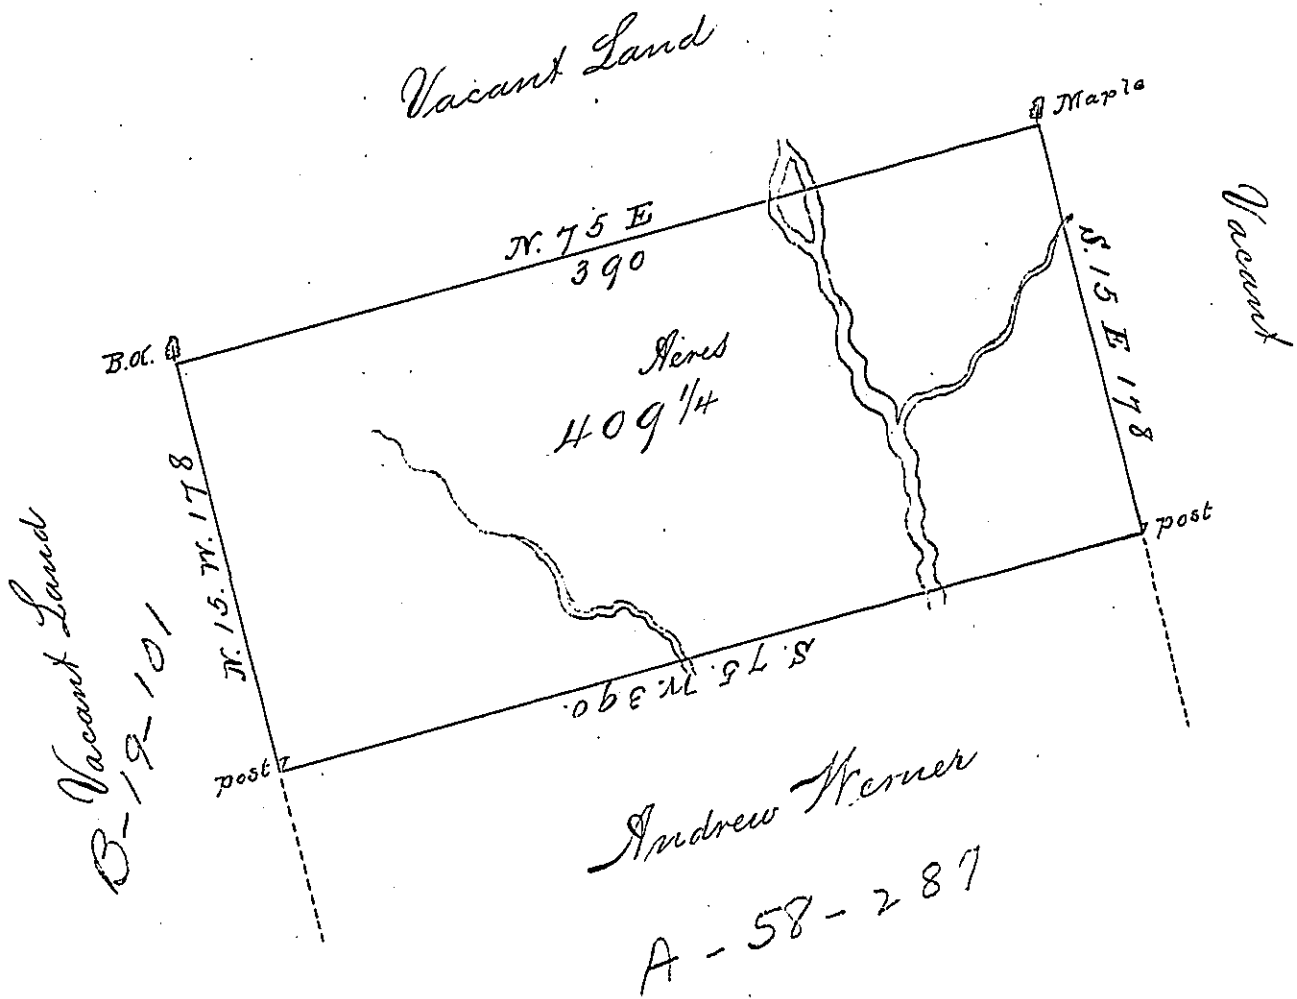 Vacant Land
Maple
N. 75 E
390
B.O.
Acres
409 1/4
S. 15 E 178
Vacant
N. 15. W. 178
Vacant Land
B-19-101
post
S. 75. W. 390.
post
Andrew Werner
A - 58 - 287